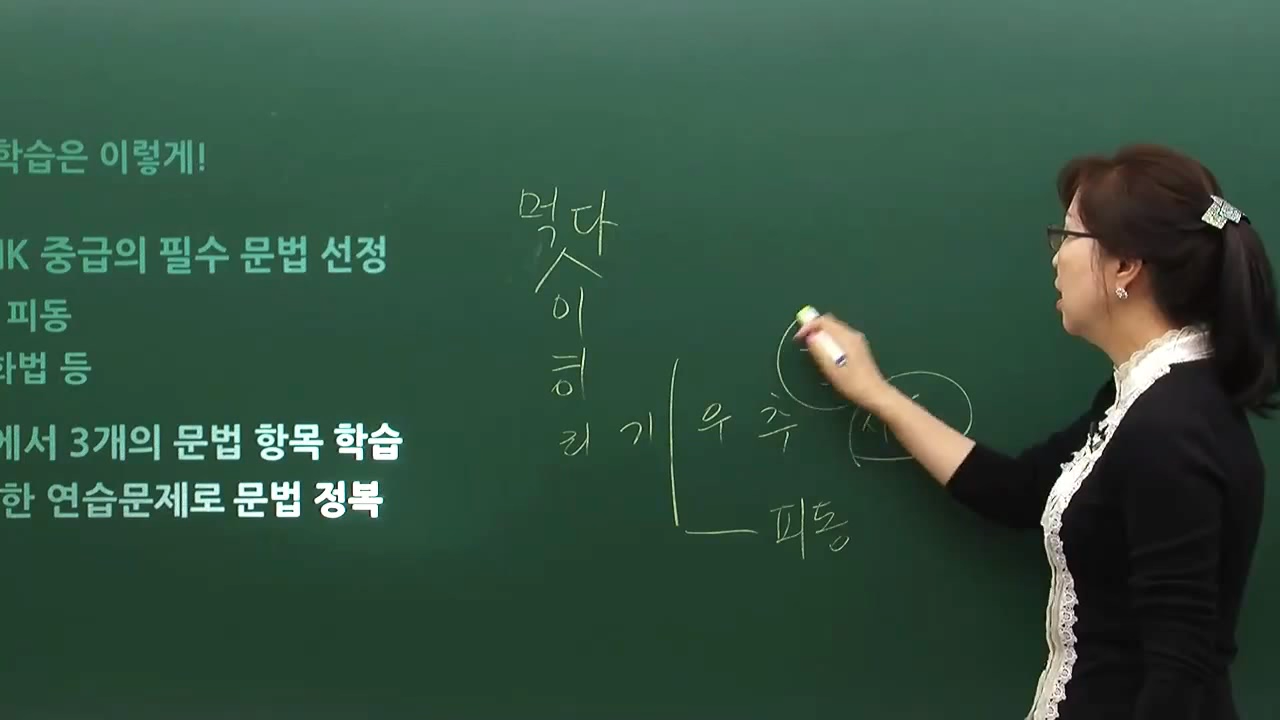 학습은 이렇게!
IK 중급의 필수 문법 선정
피동
화법 등
에서 3개의 문법 항목 학습
한 연습문제로 문법 정복
먹다
이
히
리 기 우 추
피동